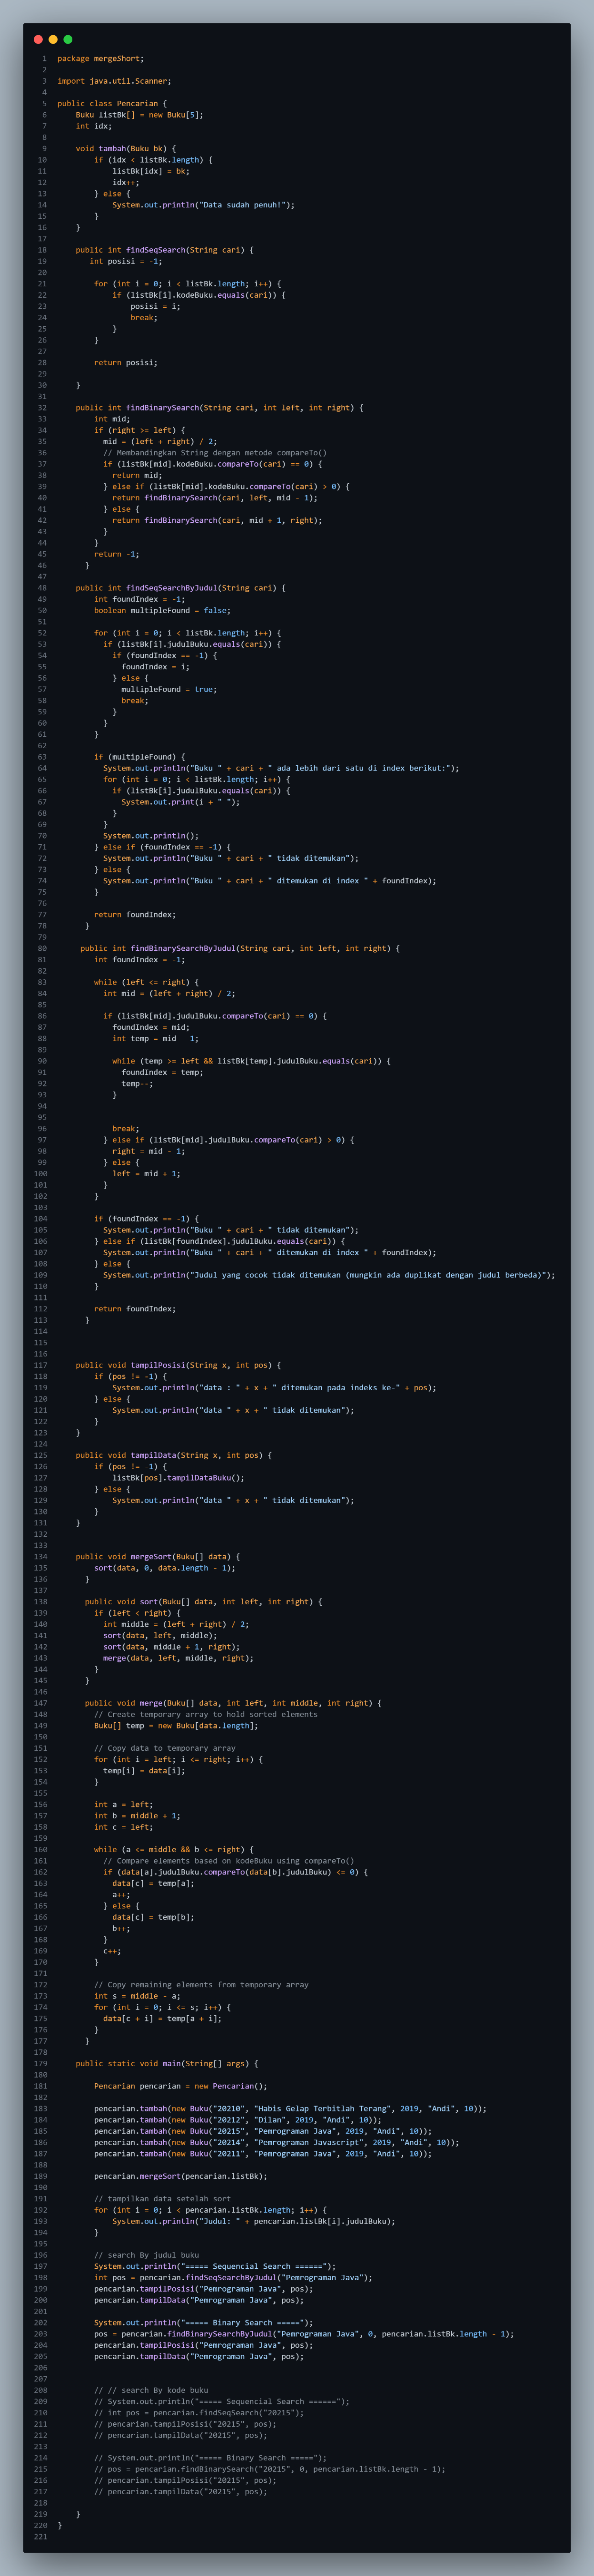 1 package mergeShort;
2
3 import java.util.Scanner;
4
5 public class Pencarian {
6     Buku listBk[] = new Buku[5];
7     int idx;
8
9     void tambah(Buku bk) {
10         if (idx < listBk.length) {
11             listBk[idx] = bk;
12             idx++;
13         } else {
14             System.out.println("Data sudah penuh!");
15         }
16     }
17
18     public int findSeqSearch(String cari) {
19        int posisi = -1;
20
21         for (int i = 0; i < listBk.length; i++) {
22             if (listBk[i].kodeBuku.equals(cari)) {
23                 posisi = i;
24                 break;
25             }
26         }
27
28         return posisi;
29
30     }
31
32     public int findBinarySearch(String cari, int left, int right) {
33         int mid;
34         if (right >= left) {
35           mid = (left + right) / 2;
36           // Membandingkan String dengan metode compareTo()
37           if (listBk[mid].kodeBuku.compareTo(cari) == 0) {
38             return mid;
39           } else if (listBk[mid].kodeBuku.compareTo(cari) > 0) {
40             return findBinarySearch(cari, left, mid - 1);
41           } else {
42             return findBinarySearch(cari, mid + 1, right);
43           }
44         }
45         return -1;
46       }
47
48     public int findSeqSearchByJudul(String cari) {
49         int foundIndex = -1;
50         boolean multipleFound = false;
51
52         for (int i = 0; i < listBk.length; i++) {
53           if (listBk[i].judulBuku.equals(cari)) {
54             if (foundIndex == -1) {
55               foundIndex = i;
56             } else {
57               multipleFound = true;
58               break;
59             }
60           }
61         }
62
63         if (multipleFound) {
64           System.out.println("Buku " + cari + " ada lebih dari satu di index berikut:");
65           for (int i = 0; i < listBk.length; i++) {
66             if (listBk[i].judulBuku.equals(cari)) {
67               System.out.print(i + " ");
68             }
69           }
70           System.out.println();
71         } else if (foundIndex == -1) {
72           System.out.println("Buku " + cari + " tidak ditemukan");
73         } else {
74           System.out.println("Buku " + cari + " ditemukan di index " + foundIndex);
75         }
76
77         return foundIndex;
78       }
79
80      public int findBinarySearchByJudul(String cari, int left, int right) {
81         int foundIndex = -1;
82
83         while (left <= right) {
84           int mid = (left + right) / 2;
85
86           if (listBk[mid].judulBuku.compareTo(cari) == 0) {
87             foundIndex = mid;
88             int temp = mid - 1;
89
90             while (temp >= left && listBk[temp].judulBuku.equals(cari)) {
91               foundIndex = temp;
92               temp--;
93             }
94
95
96             break;
97           } else if (listBk[mid].judulBuku.compareTo(cari) > 0) {
98             right = mid - 1;
99           } else {
100             left = mid + 1;
101           }
102         }
103
104         if (foundIndex == -1) {
105           System.out.println("Buku " + cari + " tidak ditemukan");
106         } else if (listBk[foundIndex].judulBuku.equals(cari)) {
107           System.out.println("Buku " + cari + " ditemukan di index " + foundIndex);
108         } else {
109           System.out.println("Judul yang cocok tidak ditemukan (mungkin ada duplikat dengan judul berbeda)");
110         }
111
112         return foundIndex;
113       }
114
115
116
117     public void tampilPosisi(String x, int pos) {
118         if (pos != -1) {
119             System.out.println("data : " + x + " ditemukan pada indeks ke-" + pos);
120         } else {
121             System.out.println("data " + x + " tidak ditemukan");
122         }
123     }
124
125     public void tampilData(String x, int pos) {
126         if (pos != -1) {
127             listBk[pos].tampilDataBuku();
128         } else {
129             System.out.println("data " + x + " tidak ditemukan");
130         }
131     }
132
133
134     public void mergeSort(Buku[] data) {
135         sort(data, 0, data.length - 1);
136       }
137
138       public void sort(Buku[] data, int left, int right) {
139         if (left < right) {
140           int middle = (left + right) / 2;
141           sort(data, left, middle);
142           sort(data, middle + 1, right);
143           merge(data, left, middle, right);
144         }
145       }
146
147       public void merge(Buku[] data, int left, int middle, int right) {
148         // Create temporary array to hold sorted elements
149         Buku[] temp = new Buku[data.length];
150
151         // Copy data to temporary array
152         for (int i = left; i <= right; i++) {
153           temp[i] = data[i];
154         }
155
156         int a = left;
157         int b = middle + 1;
158         int c = left;
159
160         while (a <= middle && b <= right) {
161           // Compare elements based on kodeBuku using compareTo()
162           if (data[a].judulBuku.compareTo(data[b].judulBuku) <= 0) {
163             data[c] = temp[a];
164             a++;
165           } else {
166             data[c] = temp[b];
167             b++;
168           }
169           c++;
170         }
171
172         // Copy remaining elements from temporary array
173         int s = middle - a;
174         for (int i = 0; i <= s; i++) {
175           data[c + i] = temp[a + i];
176         }
177       }
178
179     public static void main(String[] args) {
180
181         Pencarian pencarian = new Pencarian();
182
183         pencarian.tambah(new Buku("20210", "Habis Gelap Terbitlah Terang", 2019, "Andi", 10));
184         pencarian.tambah(new Buku("20212", "Dilan", 2019, "Andi", 10));
185         pencarian.tambah(new Buku("20215", "Pemrograman Java", 2019, "Andi", 10));
186         pencarian.tambah(new Buku("20214", "Pemrograman Javascript", 2019, "Andi", 10));
187         pencarian.tambah(new Buku("20211", "Pemrograman Java", 2019, "Andi", 10));
188
189         pencarian.mergeSort(pencarian.listBk);
190
191         // tampilkan data setelah sort
192         for (int i = 0; i < pencarian.listBk.length; i++) {
193             System.out.println("Judul: " + pencarian.listBk[i].judulBuku);
194         }
195
196         // search By judul buku
197         System.out.println("===== Sequencial Search ======");
198         int pos = pencarian.findSeqSearchByJudul("Pemrograman Java");
199         pencarian.tampilPosisi("Pemrograman Java", pos);
200         pencarian.tampilData("Pemrograman Java", pos);
201
202         System.out.println("===== Binary Search =====");
203         pos = pencarian.findBinarySearchByJudul("Pemrograman Java", 0, pencarian.listBk.length - 1);
204         pencarian.tampilPosisi("Pemrograman Java", pos);
205         pencarian.tampilData("Pemrograman Java", pos);
206
207
208         // // search By kode buku
209         // System.out.println("===== Sequencial Search ======");
210         // int pos = pencarian.findSeqSearch("20215");
211         // pencarian.tampilPosisi("20215", pos);
212         // pencarian.tampilData("20215", pos);
213
214         // System.out.println("===== Binary Search =====");
215         // pos = pencarian.findBinarySearch("20215", 0, pencarian.listBk.length - 1);
216         // pencarian.tampilPosisi("20215", pos);
217         // pencarian.tampilData("20215", pos);
218
219     }
220 }
221